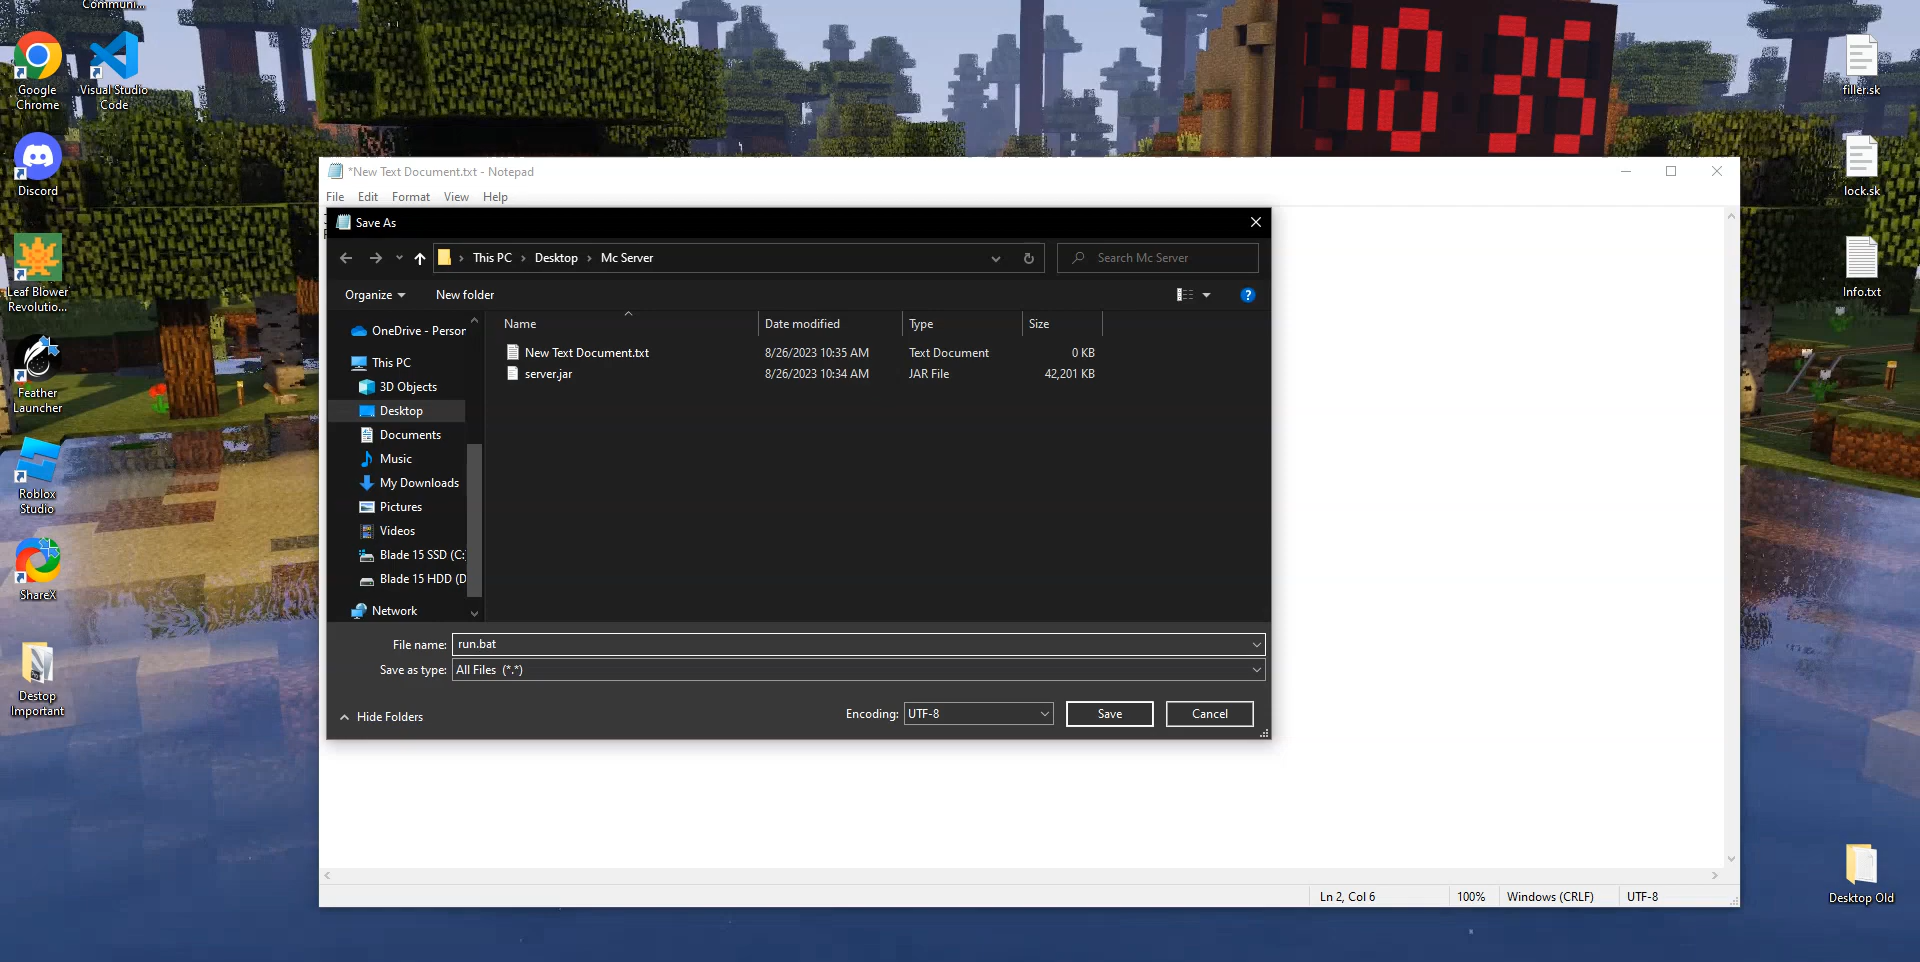 Communi...
Google
Chrome
Visual Studio
Code
Discord
Leaf Blower
Revolutio...
Feather
Launcher
Roblox
Studio
ShareX
Destop
Important
10:35
filler.sk
lock.sk
Info.txt
Desktop Old
*New Text Document.txt - Notepad
File Edit Format View Help
Save As
This PC > Desktop > Mc Server
Search Mc Server
Organize New folder
?
Name Date modified Type Size
New Text Document.txt 8/26/2023 10:35 AM Text Document 0 KB
server.jar 8/26/2023 10:34 AM JAR File 42,201 KB
OneDrive - Person
This PC
3D Objects
Desktop
Documents
Music
My Downloads
Pictures
Videos
Blade 15 SSD (C:
Blade 15 HDD (D
Network
File name: run.bat
Save as type: All Files (*.*)
Hide Folders
Encoding: UTF-8 Save Cancel
Ln 2, Col 6 100% Windows (CRLF) UTF-8